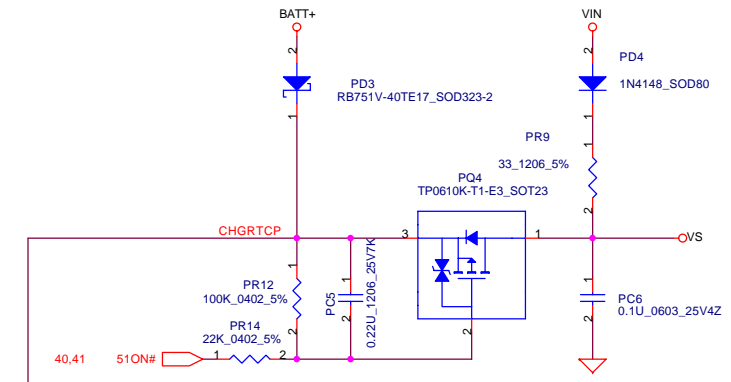 BATT+
VIN
2
2
PD4
PD3
1N4148_SOD80
RB751V-40TE17_SOD323-2
1
1
PR9
1
33_1206_5%
PQ4
TP0610K-T1-E3_SOT23
2
CHGRTCP
3
1
VS
1
1
1
PR12
PC5
0.22U_1206_25V7K
PC6
100K_0402_5%
0.1U_0603_25V4Z
2
2
2
2
PR14
22K_0402_5%
40,41
51ON#
1
2